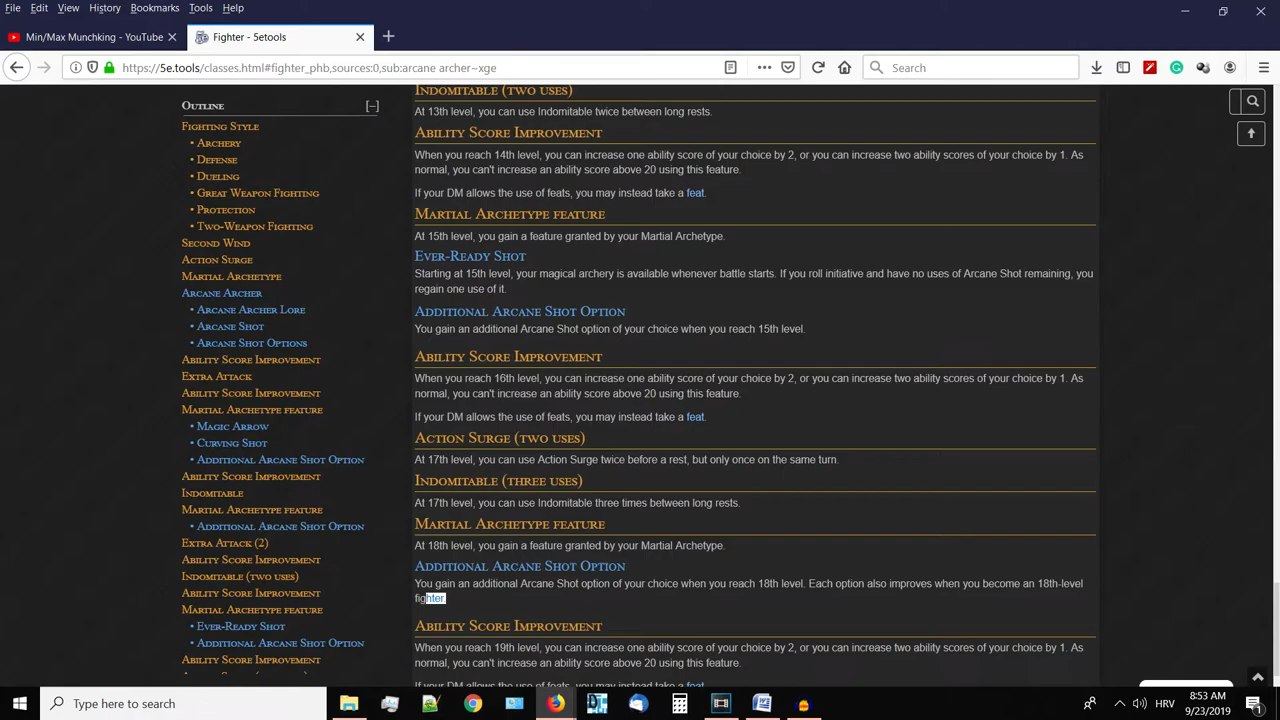 File Edit View History Bookmarks Tools Help
Min/Max Munchking - YouTube
Fighter - 5etools
https://5e.tools/classes.html#fighter_phb,sources:0,sub:arcane archer~xge
Search
Outline [–]
Fighting Style
• Archery
• Defense
• Dueling
• Great Weapon Fighting
• Protection
• Two-Weapon Fighting
Second Wind
Action Surge
Martial Archetype
Arcane Archer
• Arcane Archer Lore
• Arcane Shot
• Arcane Shot Options
Ability Score Improvement
Extra Attack
Ability Score Improvement
Martial Archetype feature
• Magic Arrow
• Curving Shot
• Additional Arcane Shot Option
Ability Score Improvement
Indomitable
Martial Archetype feature
• Additional Arcane Shot Option
Extra Attack (2)
Ability Score Improvement
Indomitable (two uses)
Ability Score Improvement
Martial Archetype feature
• Ever-Ready Shot
• Additional Arcane Shot Option
Ability Score Improvement
Indomitable (two uses)
At 13th level, you can use Indomitable twice between long rests.
Ability Score Improvement
When you reach 14th level, you can increase one ability score of your choice by 2, or you can increase two ability scores of your choice by 1. As
normal, you can't increase an ability score above 20 using this feature.
If your DM allows the use of feats, you may instead take a feat.
Martial Archetype feature
At 15th level, you gain a feature granted by your Martial Archetype.
Ever-Ready Shot
Starting at 15th level, your magical archery is available whenever battle starts. If you roll initiative and have no uses of Arcane Shot remaining, you
regain one use of it.
Additional Arcane Shot Option
You gain an additional Arcane Shot option of your choice when you reach 15th level.
Ability Score Improvement
When you reach 16th level, you can increase one ability score of your choice by 2, or you can increase two ability scores of your choice by 1. As
normal, you can't increase an ability score above 20 using this feature.
If your DM allows the use of feats, you may instead take a feat.
Action Surge (two uses)
At 17th level, you can use Action Surge twice before a rest, but only once on the same turn.
Indomitable (three uses)
At 17th level, you can use Indomitable three times between long rests.
Martial Archetype feature
At 18th level, you gain a feature granted by your Martial Archetype.
Additional Arcane Shot Option
You gain an additional Arcane Shot option of your choice when you reach 18th level. Each option also improves when you become an 18th-level
fighter.
Ability Score Improvement
When you reach 19th level, you can increase one ability score of your choice by 2, or you can increase two ability scores of your choice by 1. As
normal, you can't increase an ability score above 20 using this feature.
If your DM allows the use of feats, you may instead take a feat.
Type here to search
HRV
8:53 AM
9/23/2019